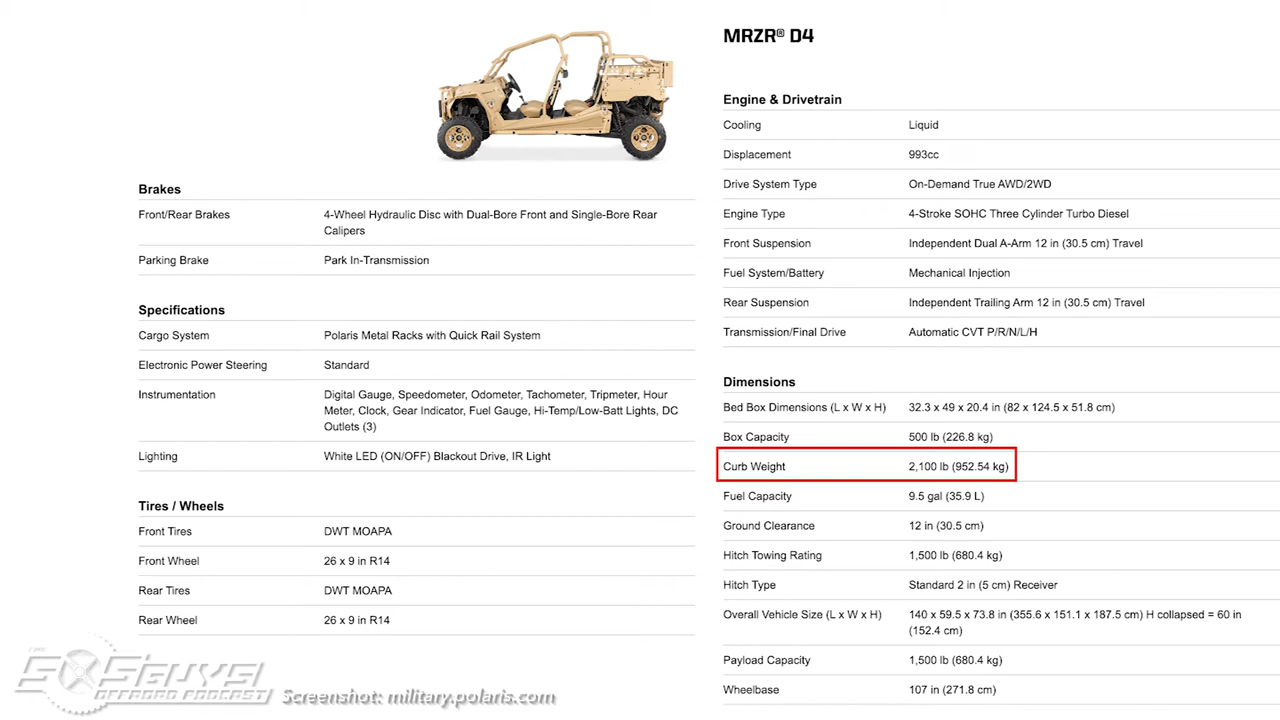 MRZR® D4
Brakes
Front/Rear Brakes 4-Wheel Hydraulic Disc with Dual-Bore Front and Single-Bore Rear
Calipers
Parking Brake Park In-Transmission
Specifications
Cargo System Polaris Metal Racks with Quick Rail System
Electronic Power Steering Standard
Instrumentation Digital Gauge, Speedometer, Odometer, Tachometer, Tripmeter, Hour
Meter, Clock, Gear Indicator, Fuel Gauge, Hi-Temp/Low-Batt Lights, DC
Outlets (3)
Lighting White LED (ON/OFF) Blackout Drive, IR Light
Tires / Wheels
Front Tires DWT MOAPA
Front Wheel 26 x 9 in R14
Rear Tires DWT MOAPA
Rear Wheel 26 x 9 in R14
Engine & Drivetrain
Cooling Liquid
Displacement 993cc
Drive System Type On-Demand True AWD/2WD
Engine Type 4-Stroke SOHC Three Cylinder Turbo Diesel
Front Suspension Independent Dual A-Arm 12 in (30.5 cm) Travel
Fuel System/Battery Mechanical Injection
Rear Suspension Independent Trailing Arm 12 in (30.5 cm) Travel
Transmission/Final Drive Automatic CVT P/R/N/L/H
Dimensions
Bed Box Dimensions (L x W x H) 32.3 x 49 x 20.4 in (82 x 124.5 x 51.8 cm)
Box Capacity 500 lb (226.8 kg)
Curb Weight 2,100 lb (952.54 kg)
Fuel Capacity 9.5 gal (35.9 L)
Ground Clearance 12 in (30.5 cm)
Hitch Towing Rating 1,500 lb (680.4 kg)
Hitch Type Standard 2 in (5 cm) Receiver
Overall Vehicle Size (L x W x H) 140 x 59.5 x 73.8 in (355.6 x 151.1 x 187.5 cm) H collapsed = 60 in
(152.4 cm)
Payload Capacity 1,500 lb (680.4 kg)
Wheelbase 107 in (271.8 cm)
THE
SXSGUYS
OFFROAD PODCAST
Screenshot: military.polaris.com